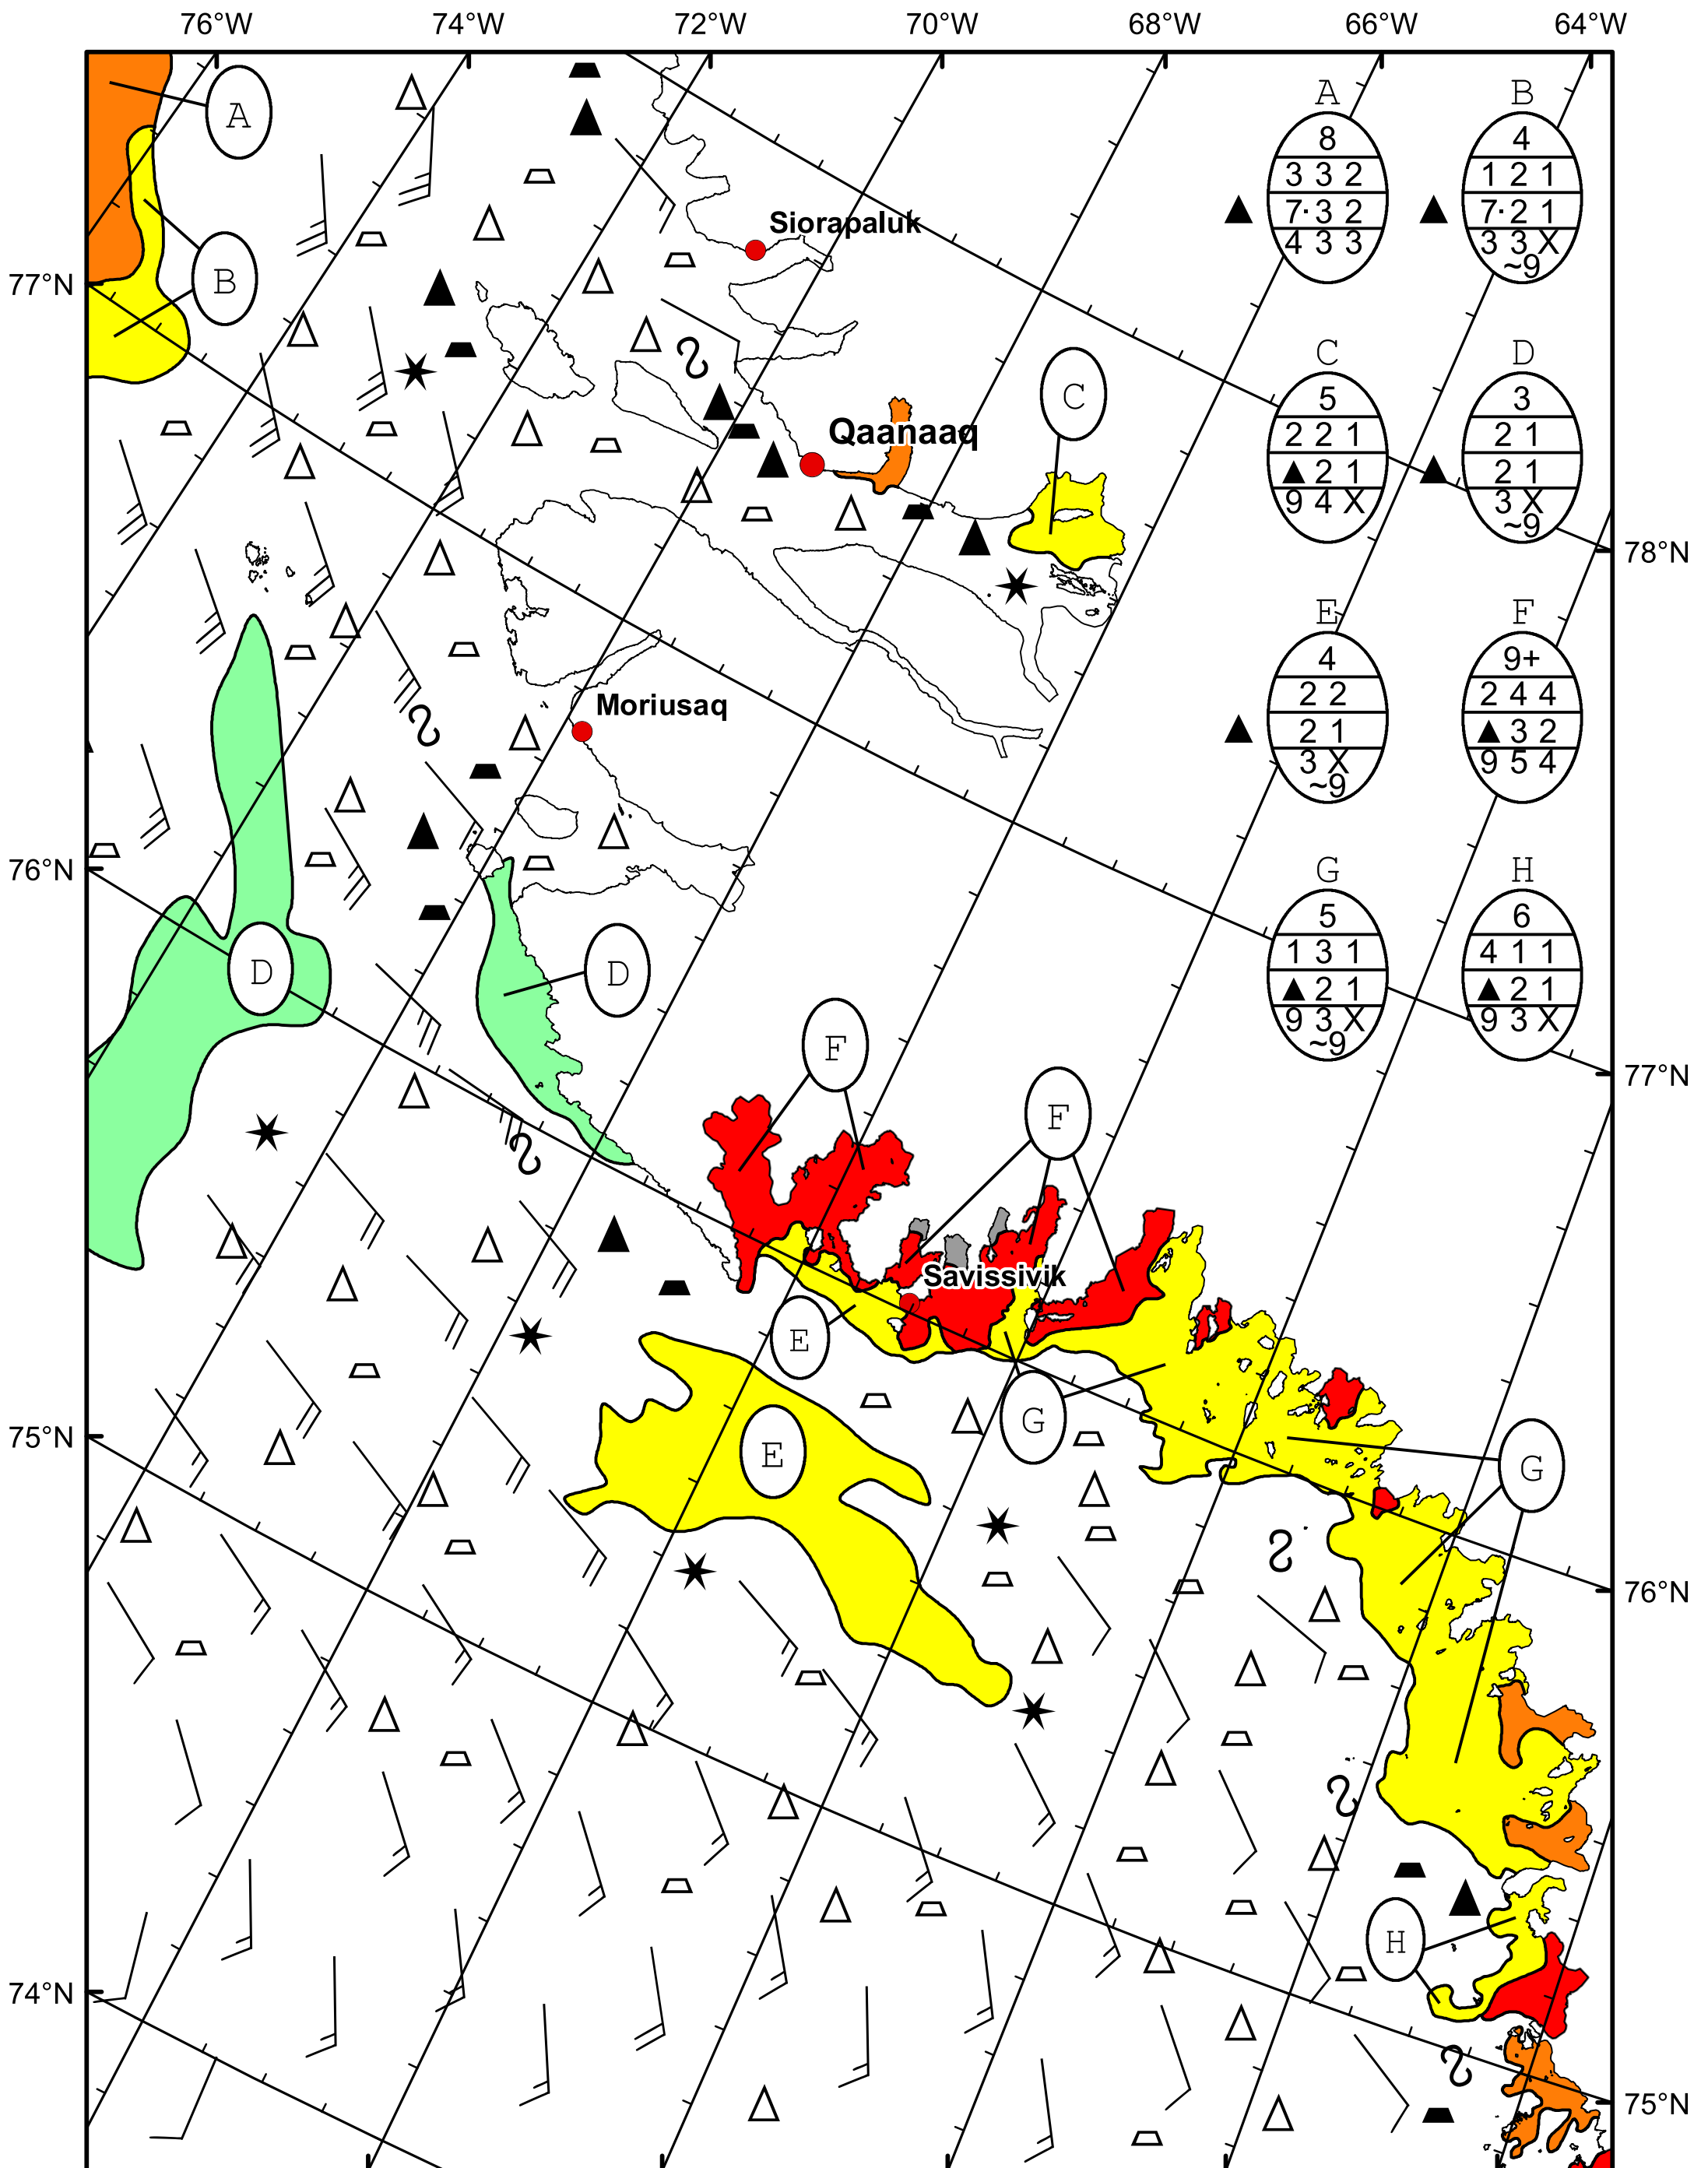 76°W 74°W 72°W 70°W 68°W 66°W 64°W
A B
A
8 4
3 3 2 1 2 1
7· 3 2 7· 2 1
4 3 3 3 3 X
~9
Siorapaluk
B
77°N
C D
C
5 3
2 2 1 2 1
▲ 2 1 2 1
9 4 X 3 X
~9
Qaanaaq
78°N
E F
4 9+
2 2 2 4 4
2 1 ▲ 3 2
3 X 9 5 4
~9
Moriusaq
76°N
G H
5 6
1 3 1 4 1 1
▲ 2 1 ▲ 2 1
9 3 X 9 3 X
~9
D D
F
77°N
F
Savissivik
E
G
75°N
E
G
76°N
H
74°N
75°N